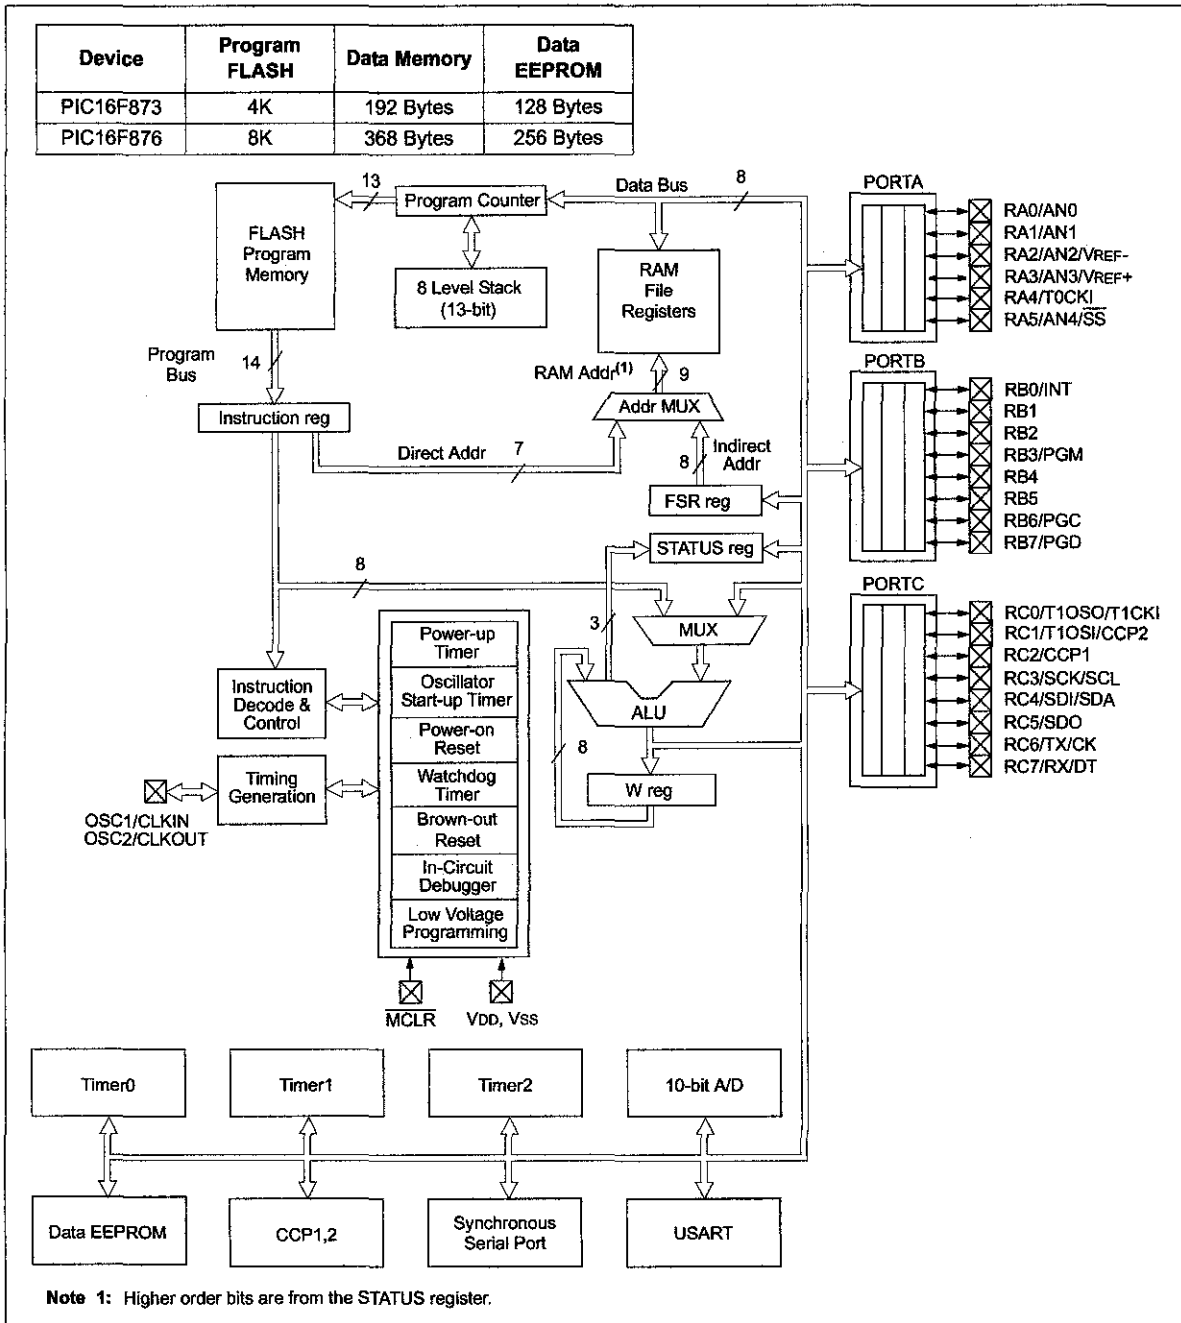 Device Program FLASH Data Memory Data EEPROM
PIC16F873 4K 192 Bytes 128 Bytes
PIC16F876 8K 368 Bytes 256 Bytes
FLASH
Program
Memory
13
Program Counter
Data Bus
8
8 Level Stack
(13-bit)
RAM
File
Registers
Program
Bus
14
RAM Addr(1)
9
Addr MUX
Instruction reg
Direct Addr
7
8
Indirect
Addr
FSR reg
STATUS reg
8
3
MUX
ALU
8
W reg
Power-up
Timer
Oscillator
Start-up Timer
Power-on
Reset
Watchdog
Timer
Brown-out
Reset
In-Circuit
Debugger
Low Voltage
Programming
Instruction
Decode &
Control
Timing
Generation
OSC1/CLKIN
OSC2/CLKOUT
MCLR
VDD, VSS
PORTA
RA0/AN0
RA1/AN1
RA2/AN2/VREF-
RA3/AN3/VREF+
RA4/T0CKI
RA5/AN4/SS
PORTB
RB0/INT
RB1
RB2
RB3/PGM
RB4
RB5
RB6/PGC
RB7/PGD
PORTC
RC0/T1OSO/T1CKI
RC1/T1OSI/CCP2
RC2/CCP1
RC3/SCK/SCL
RC4/SDI/SDA
RC5/SDO
RC6/TX/CK
RC7/RX/DT
Timer0
Timer1
Timer2
10-bit A/D
Data EEPROM
CCP1,2
Synchronous
Serial Port
USART
Note 1: Higher order bits are from the STATUS register.